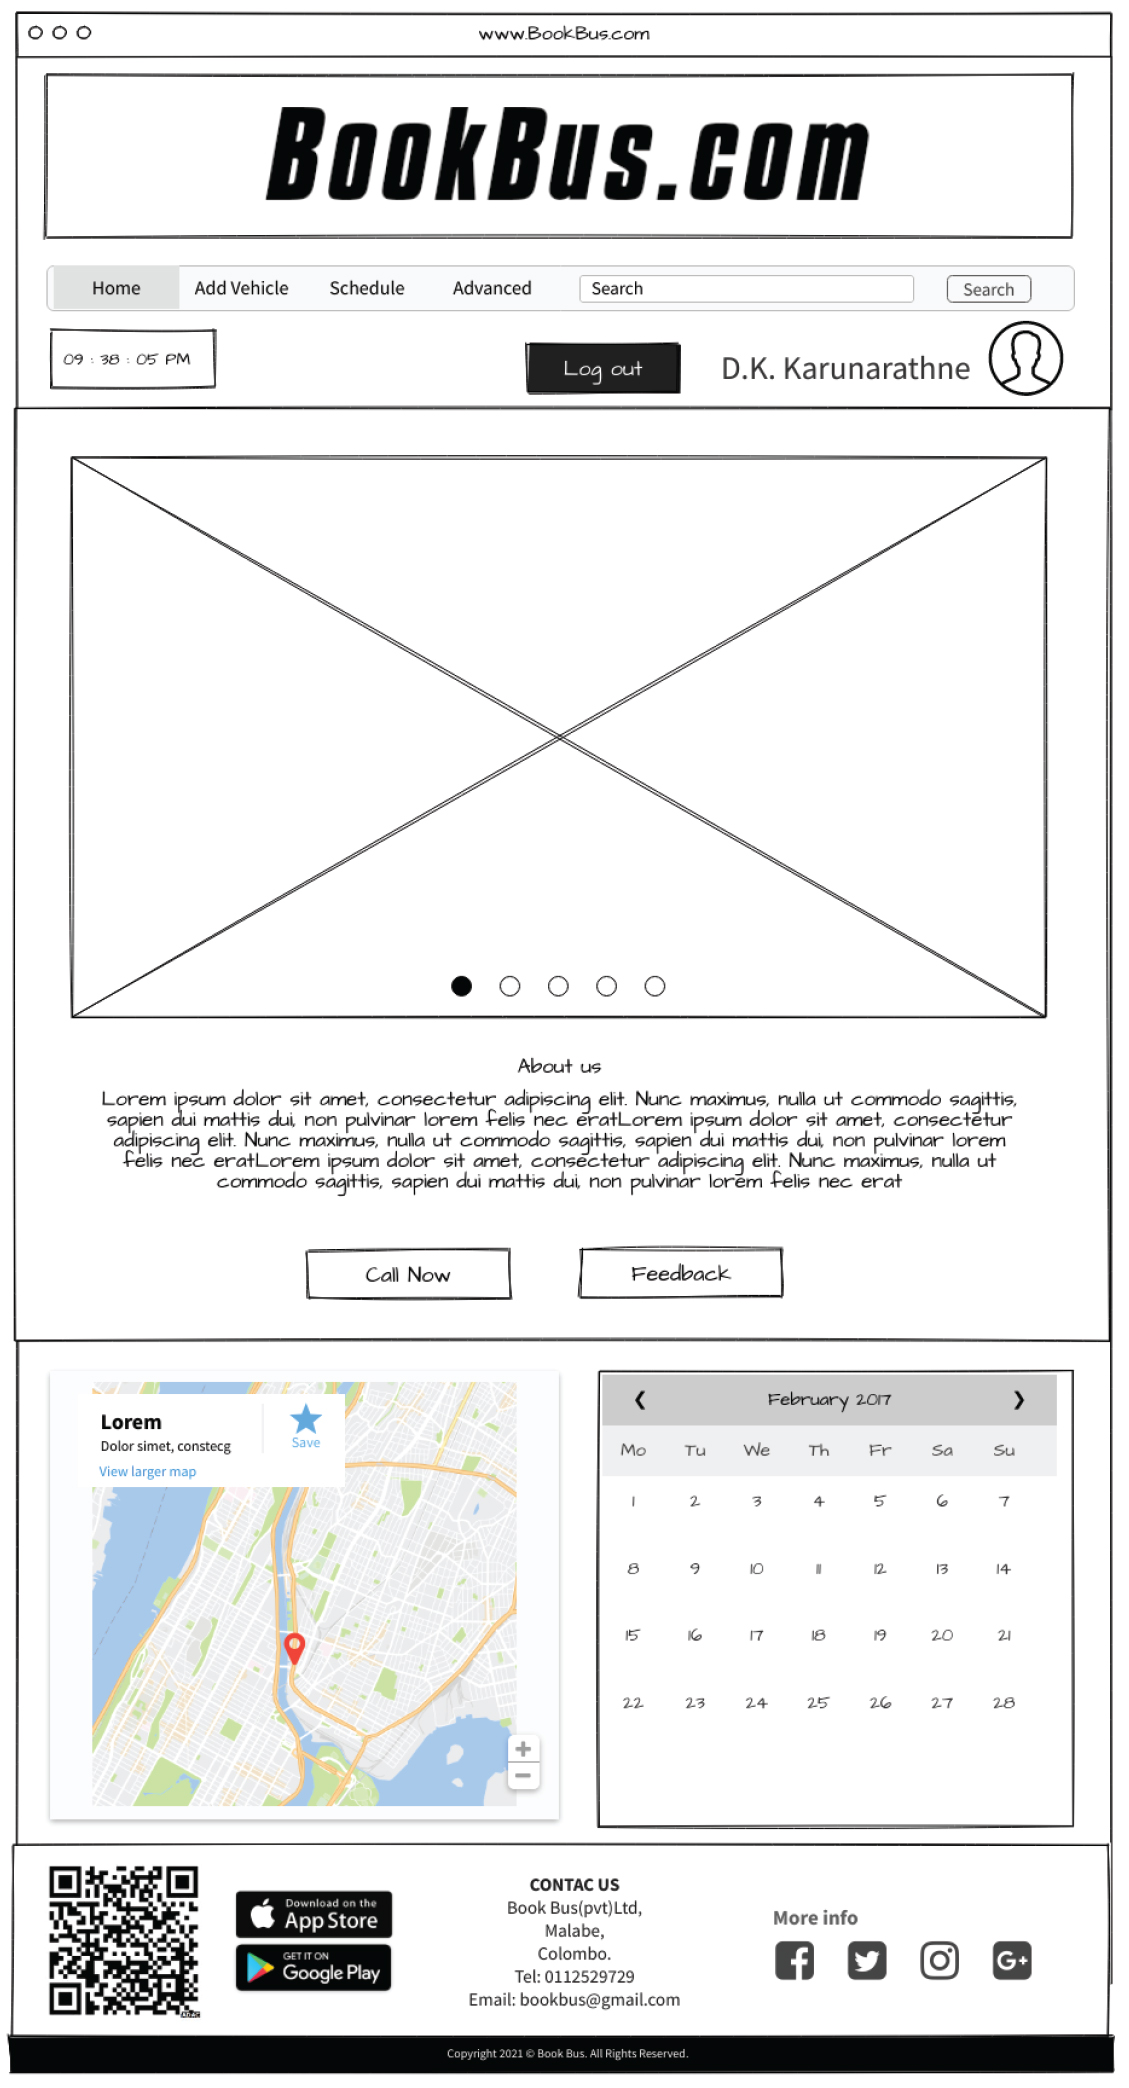 www.BookBus.com
BookBus.com
Home Add Vehicle Schedule Advanced Search Search
09 : 38 : 05 PM
Log out
D.K. Karunarathne
About us
Lorem ipsum dolor sit amet, consectetur adipiscing elit. Nunc maximus, nulla ut commodo sagittis,
sapien dui mattis dui, non pulvinar lorem felis nec eratLorem ipsum dolor sit amet, consectetur
adipiscing elit. Nunc maximus, nulla ut commodo sagittis, sapien dui mattis dui, non pulvinar lorem
felis nec eratLorem ipsum dolor sit amet, consectetur adipiscing elit. Nunc maximus, nulla ut
commodo sagittis, sapien dui mattis dui, non pulvinar lorem felis nec erat
Call Now
Feedback
Lorem
Dolor simet, constecg
View larger map
Save
February 2017
Mo Tu We Th Fr Sa Su
1 2 3 4 5 6 7
8 9 10 11 12 13 14
15 16 17 18 19 20 21
22 23 24 25 26 27 28
Download on the
App Store
GET IT ON
Google Play
CONTAC US
Book Bus(pvt)Ltd,
Malabe,
Colombo.
Tel: 0112529729
Email: bookbus@gmail.com
More info
G+
Copyright 2021 © Book Bus. All Rights Reserved.